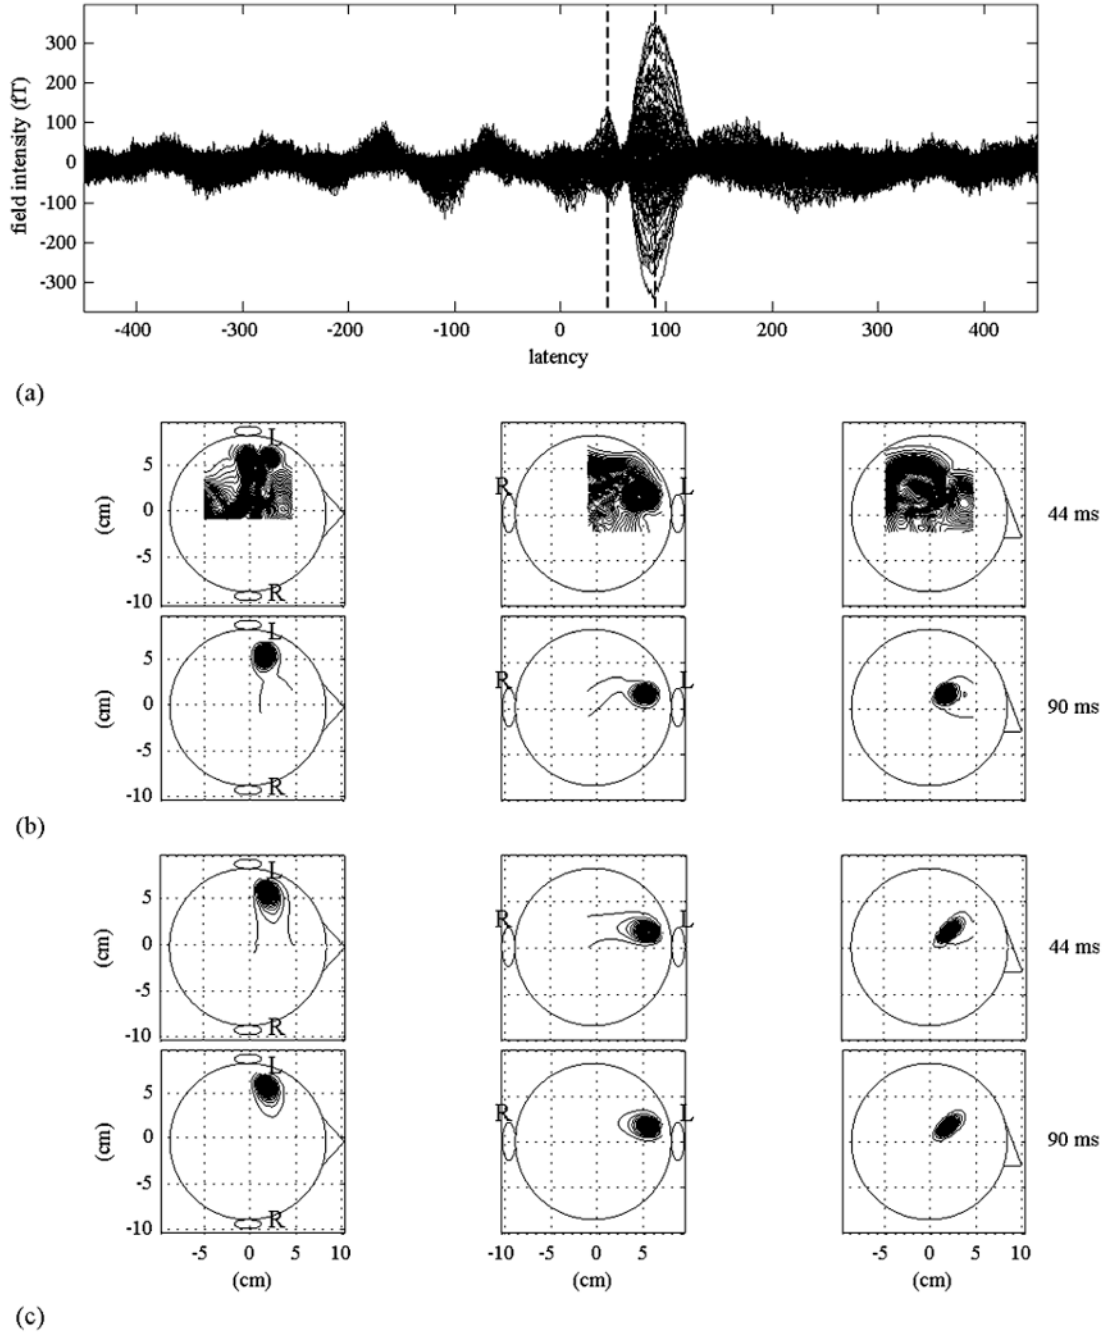 300
200
100
0
-100
-200
-300
field intensity (fT)
-400 -300 -200 -100 0 100 200 300 400
latency
(a)
L R L
5
0
-5
-10
(cm)
R
44 ms
L R L
5
0
-5
-10
(cm)
R
90 ms
(b)
L R L
5
0
-5
-10
(cm)
R
44 ms
L R L
5
0
-5
-10
(cm)
R
90 ms
-5 0 5 10 -10 -5 0 5 -5 0 5 10
(cm) (cm) (cm)
(c)